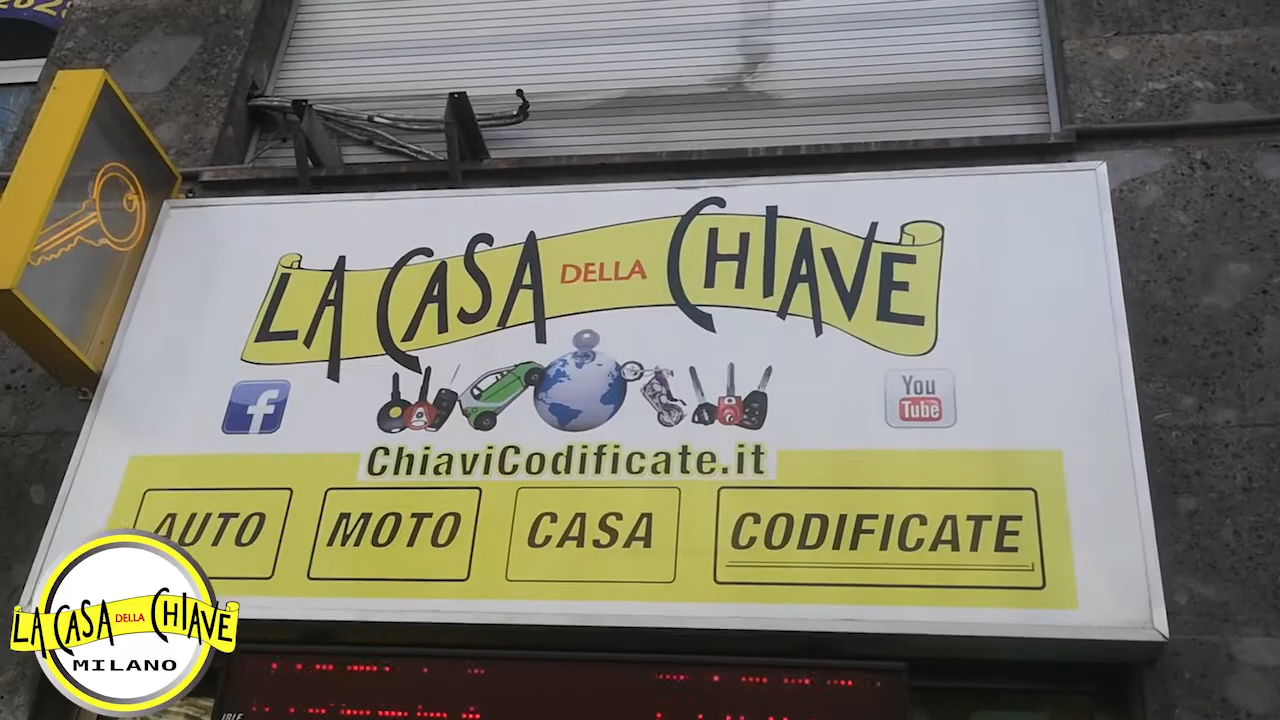 LA CASA DELLA CHIAVE
f
You
Tube
ChiaviCodificate.it
AUTO MOTO CASA CODIFICATE
LA CASA DELLA CHIAVE
MILANO